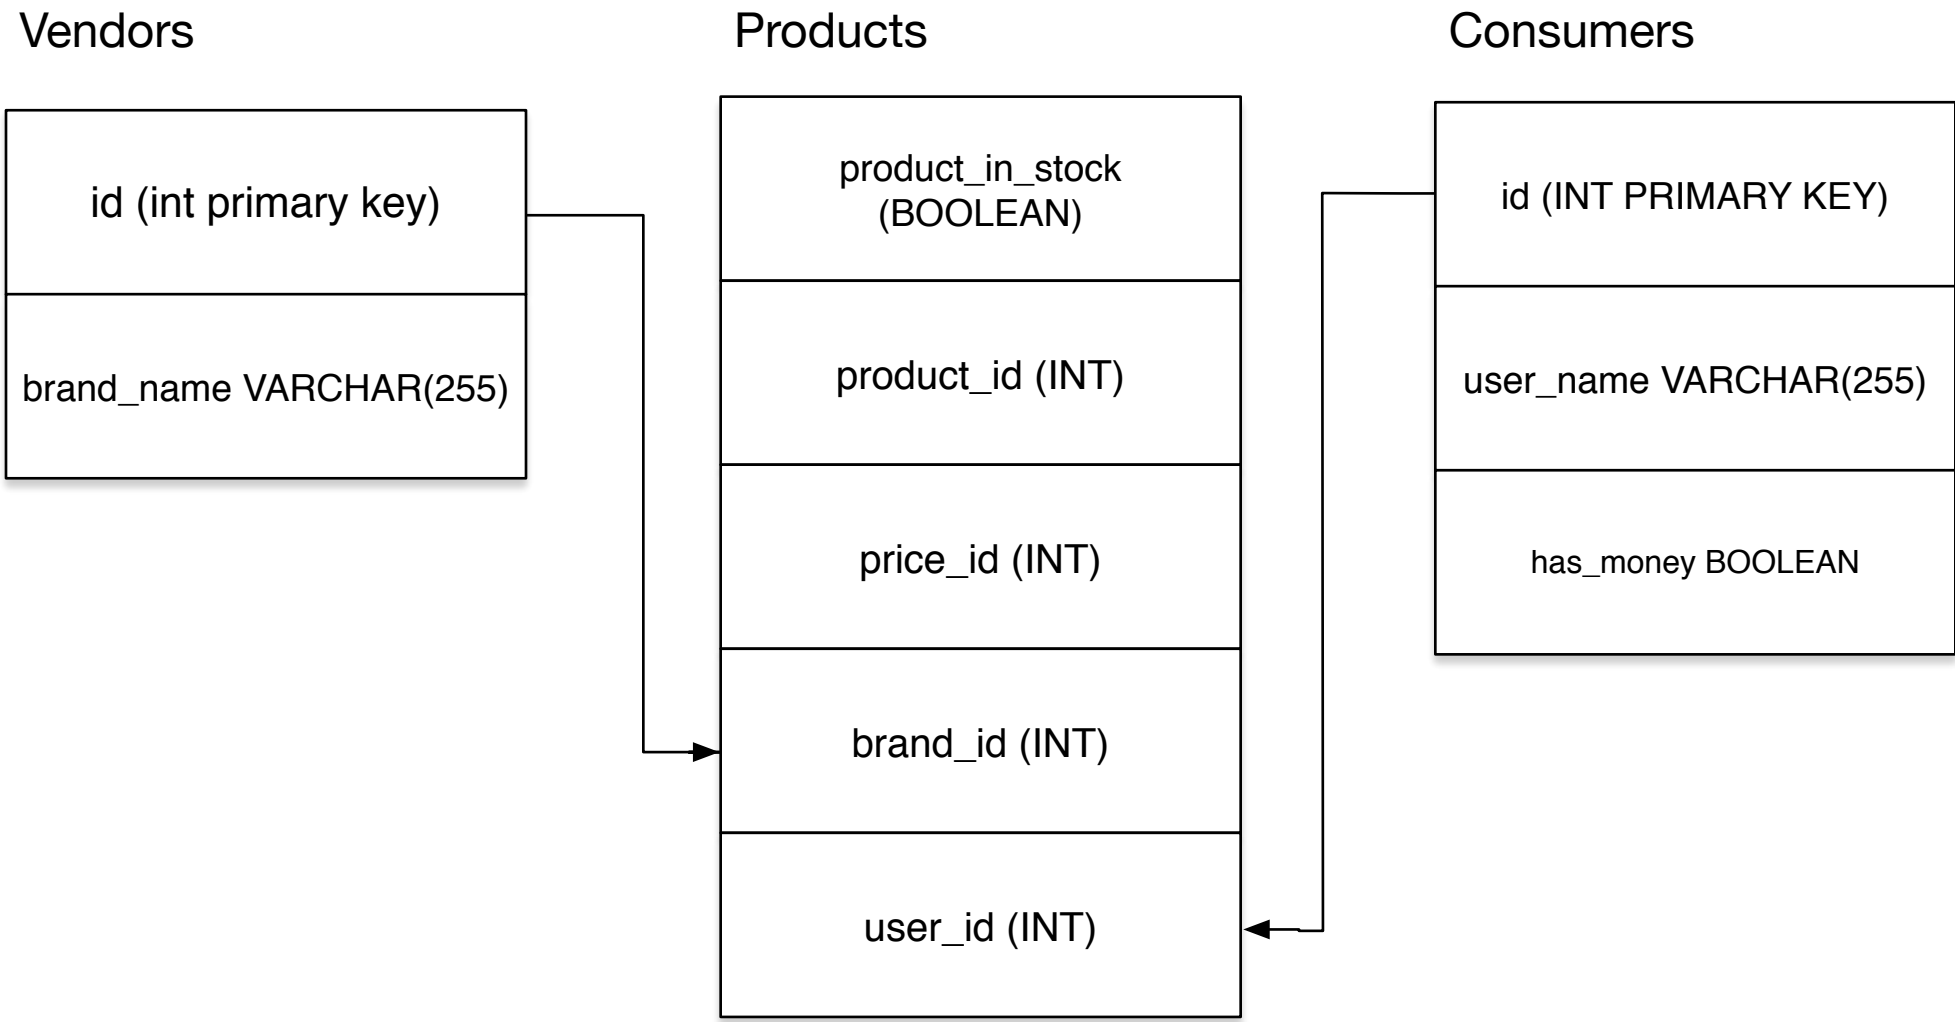 Vendors
id (int primary key)
brand_name VARCHAR(255)
Products
product_in_stock
(BOOLEAN)
product_id (INT)
price_id (INT)
brand_id (INT)
user_id (INT)
Consumers
id (INT PRIMARY KEY)
user_name VARCHAR(255)
has_money BOOLEAN